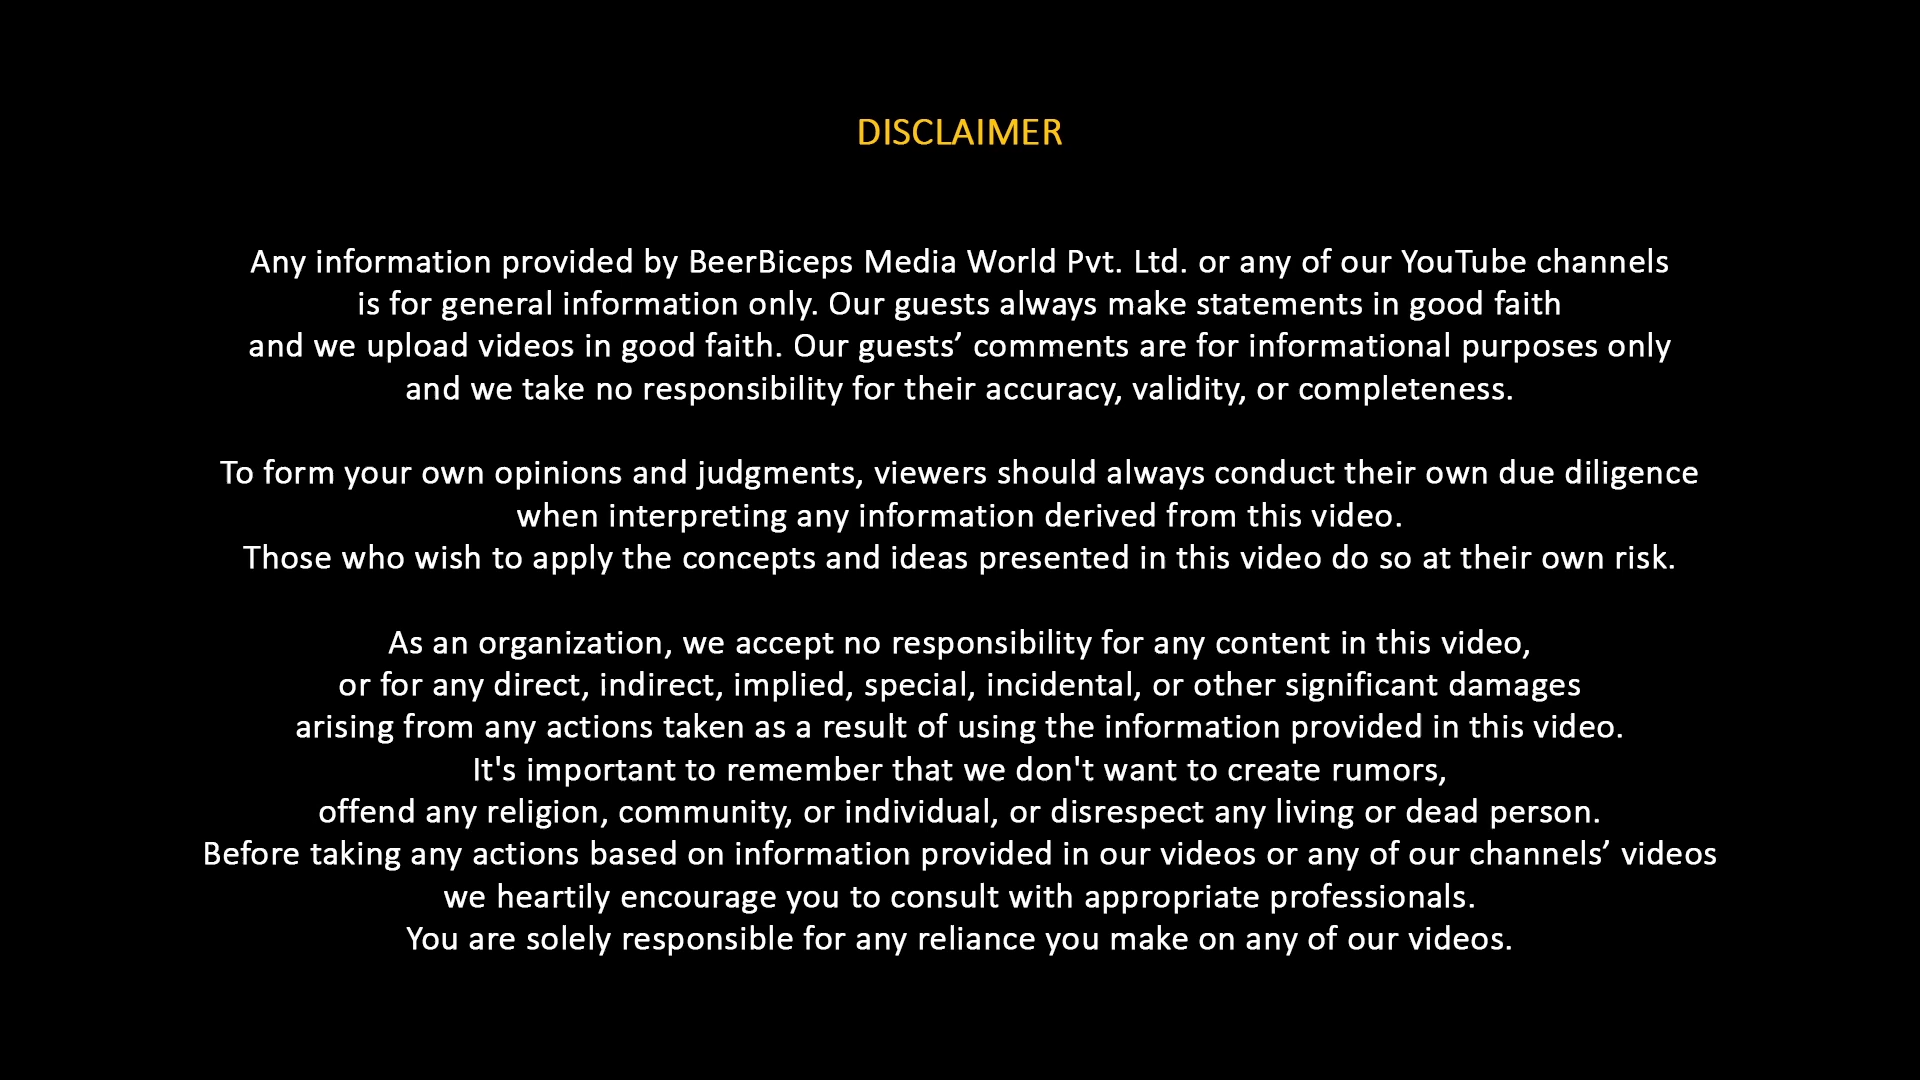 DISCLAIMER
Any information provided by BeerBiceps Media World Pvt. Ltd. or any of our YouTube channels
is for general information only. Our guests always make statements in good faith
and we upload videos in good faith. Our guests’ comments are for informational purposes only
and we take no responsibility for their accuracy, validity, or completeness.
To form your own opinions and judgments, viewers should always conduct their own due diligence
when interpreting any information derived from this video.
Those who wish to apply the concepts and ideas presented in this video do so at their own risk.
As an organization, we accept no responsibility for any content in this video,
or for any direct, indirect, implied, special, incidental, or other significant damages
arising from any actions taken as a result of using the information provided in this video.
It's important to remember that we don't want to create rumors,
offend any religion, community, or individual, or disrespect any living or dead person.
Before taking any actions based on information provided in our videos or any of our channels’ videos
we heartily encourage you to consult with appropriate professionals.
You are solely responsible for any reliance you make on any of our videos.